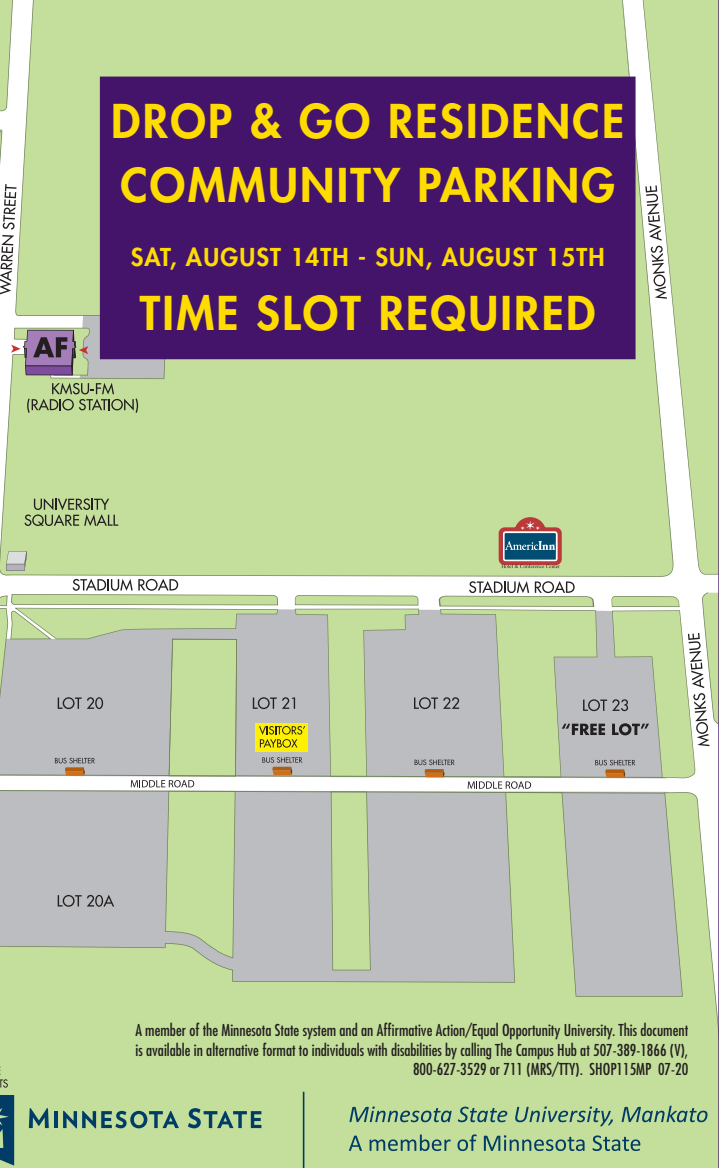 DROP & GO RESIDENCE
COMMUNITY PARKING
SAT, AUGUST 14TH - SUN, AUGUST 15TH
TIME SLOT REQUIRED
WARREN STREET
MONKS AVENUE
AF
KMSU-FM
(RADIO STATION)
UNIVERSITY
SQUARE MALL
AmericInn
Hotel & Conference Center
STADIUM ROAD
STADIUM ROAD
MONKS AVENUE
LOT 20
LOT 21
LOT 22
LOT 23
"FREE LOT"
VISITORS'
PAYBOX
BUS SHELTER
BUS SHELTER
BUS SHELTER
BUS SHELTER
MIDDLE ROAD
MIDDLE ROAD
LOT 20A
A member of the Minnesota State system and an Affirmative Action/Equal Opportunity University. This document
is available in alternative format to individuals with disabilities by calling The Campus Hub at 507-389-1866 (V),
800-627-3529 or 711 (MRS/TTY). SHOP115MP 07-20
MINNESOTA STATE
Minnesota State University, Mankato
A member of Minnesota State